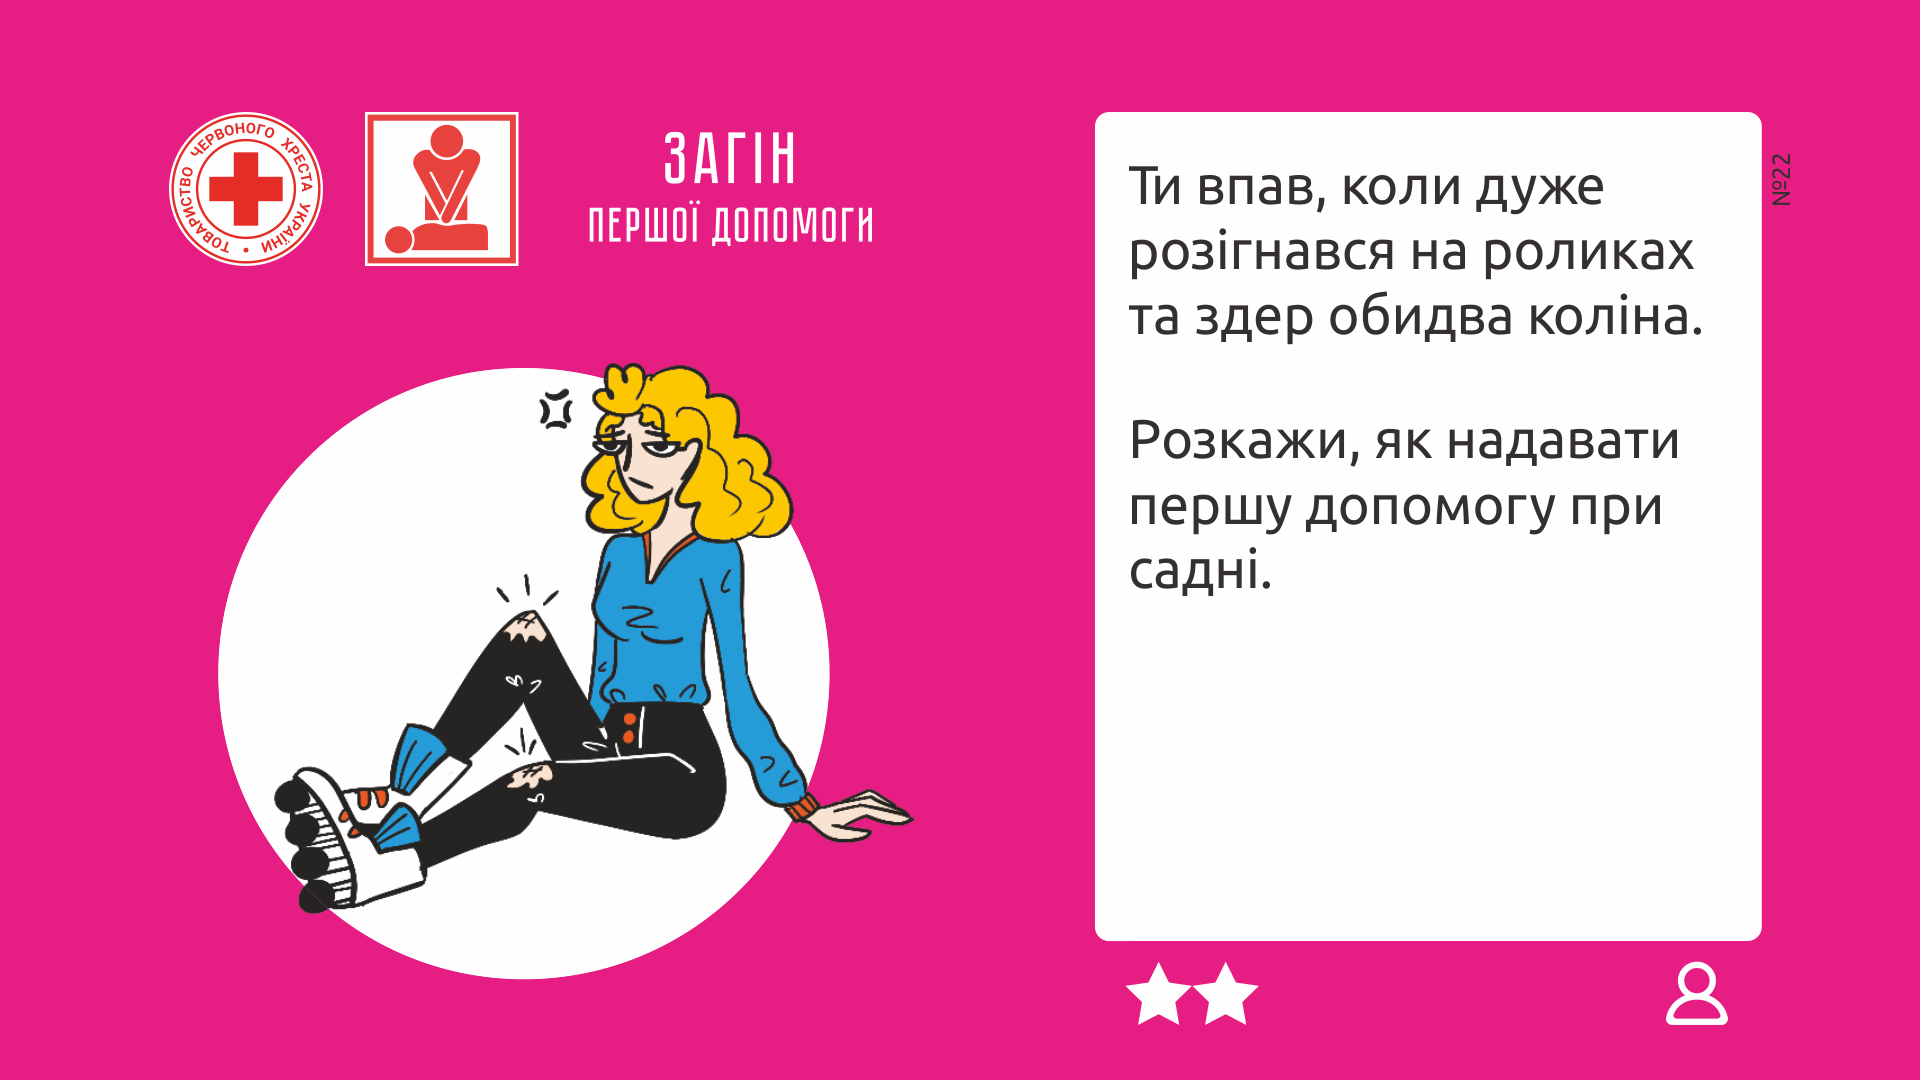 ТОВАРИСТВО ЧЕРВОНОГО ХРЕСТА УКРАЇНИ •
ЗАГІН
ПЕРШОЇ ДОПОМОГИ
Ти впав, коли дуже
розігнався на роликах
та здер обидва коліна.
Розкажи, як надавати
першу допомогу при
садні.
№22